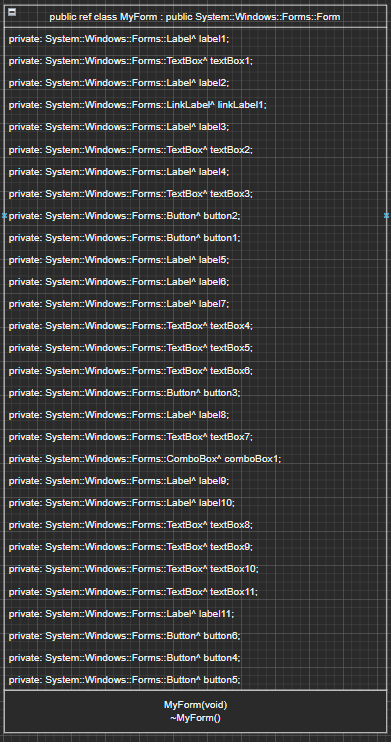 public ref class MyForm : public System::Windows::Forms::Form
private: System::Windows::Forms::Label^ label1;
private: System::Windows::Forms::TextBox^ textBox1;
private: System::Windows::Forms::Label^ label2;
private: System::Windows::Forms::LinkLabel^ linkLabel1;
private: System::Windows::Forms::Label^ label3;
private: System::Windows::Forms::TextBox^ textBox2;
private: System::Windows::Forms::Label^ label4;
private: System::Windows::Forms::TextBox^ textBox3;
private: System::Windows::Forms::Button^ button2;
private: System::Windows::Forms::Button^ button1;
private: System::Windows::Forms::Label^ label5;
private: System::Windows::Forms::Label^ label6;
private: System::Windows::Forms::Label^ label7;
private: System::Windows::Forms::TextBox^ textBox4;
private: System::Windows::Forms::TextBox^ textBox5;
private: System::Windows::Forms::TextBox^ textBox6;
private: System::Windows::Forms::Button^ button3;
private: System::Windows::Forms::Label^ label8;
private: System::Windows::Forms::TextBox^ textBox7;
private: System::Windows::Forms::ComboBox^ comboBox1;
private: System::Windows::Forms::Label^ label9;
private: System::Windows::Forms::Label^ label10;
private: System::Windows::Forms::TextBox^ textBox8;
private: System::Windows::Forms::TextBox^ textBox9;
private: System::Windows::Forms::TextBox^ textBox10;
private: System::Windows::Forms::TextBox^ textBox11;
private: System::Windows::Forms::Label^ label11;
private: System::Windows::Forms::Button^ button6;
private: System::Windows::Forms::Button^ button4;
private: System::Windows::Forms::Button^ button5;
MyForm(void)
~MyForm()